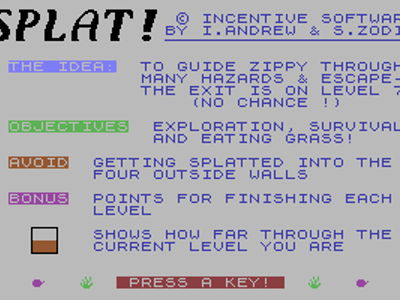 SPLAT! © INCENTIVE SOFTWAR
BY I.ANDREW & S.ZODI
THE IDEA: TO GUIDE ZIPPY THROUGH
MANY HAZARDS & ESCAPE-
THE EXIT IS ON LEVEL 7
(NO CHANCE !)
OBJECTIVES EXPLORATION, SURVIVAL
AND EATING GRASS!
AVOID GETTING SPLATTED INTO THE
FOUR OUTSIDE WALLS
BONUS POINTS FOR FINISHING EACH
LEVEL
SHOWS HOW FAR THROUGH THE
CURRENT LEVEL YOU ARE
PRESS A KEY!